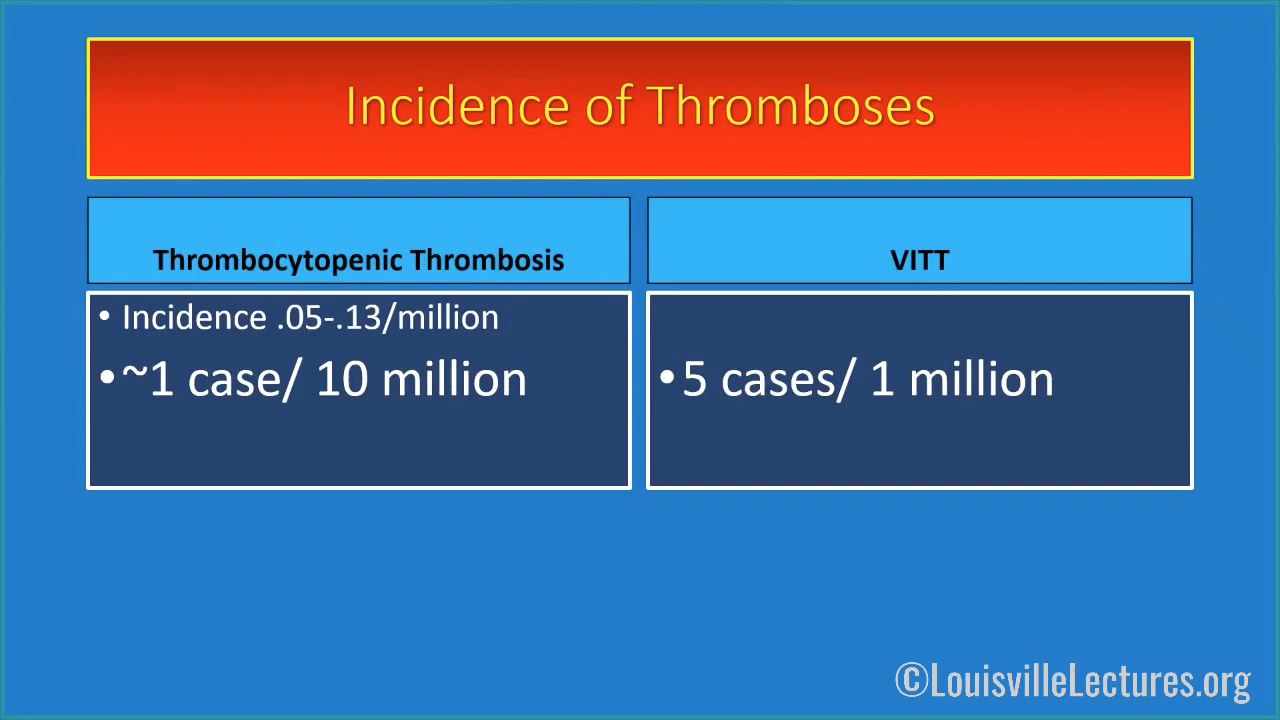 Incidence of Thromboses
Thrombocytopenic Thrombosis
• Incidence .05-.13/million
• ~1 case/ 10 million
VITT
• 5 cases/ 1 million
©LouisvilleLectures.org